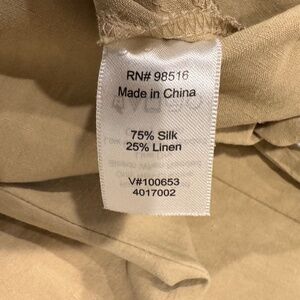 RN# 98516
Made in China
75% Silk
25% Linen
V#100653
4017002